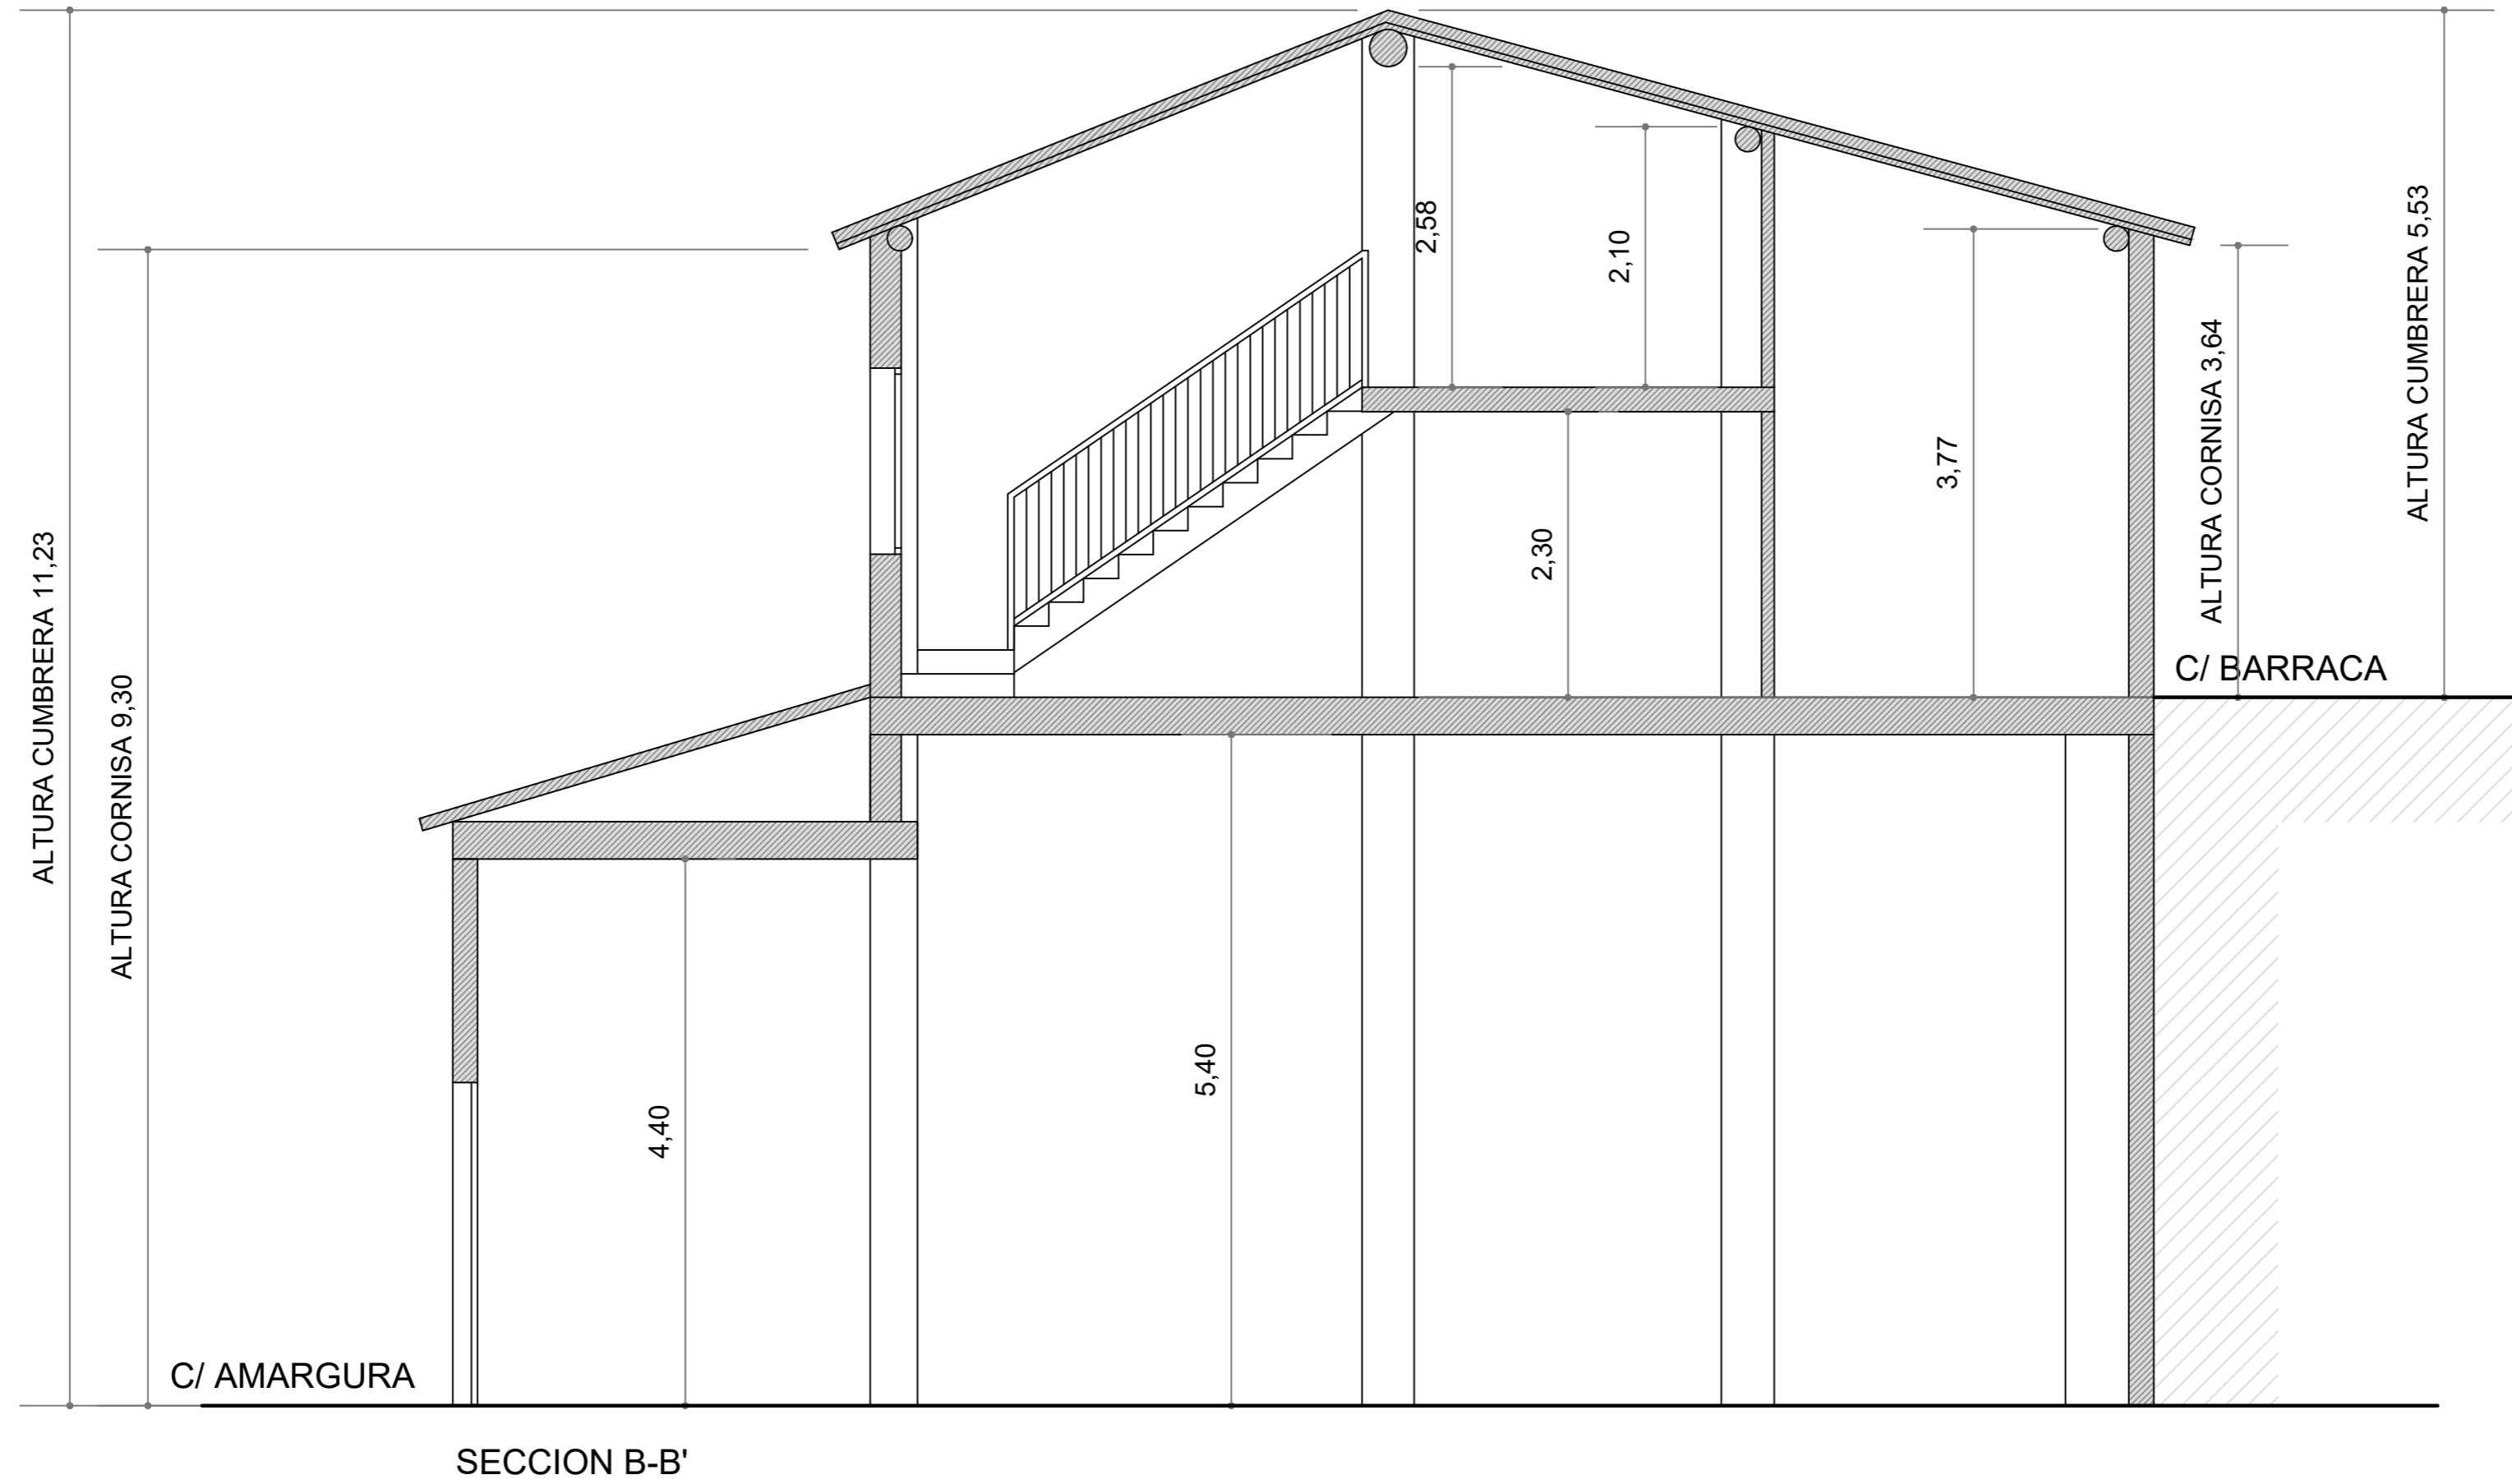 ALTURA CUMBRERA 11,23
ALTURA CORNISA 9,30
2,58
2,10
2,30
3,77
ALTURA CORNISA 3,64
ALTURA CUMBRERA 5,53
C/ BARRACA
4,40
5,40
C/ AMARGURA
SECCION B-B'